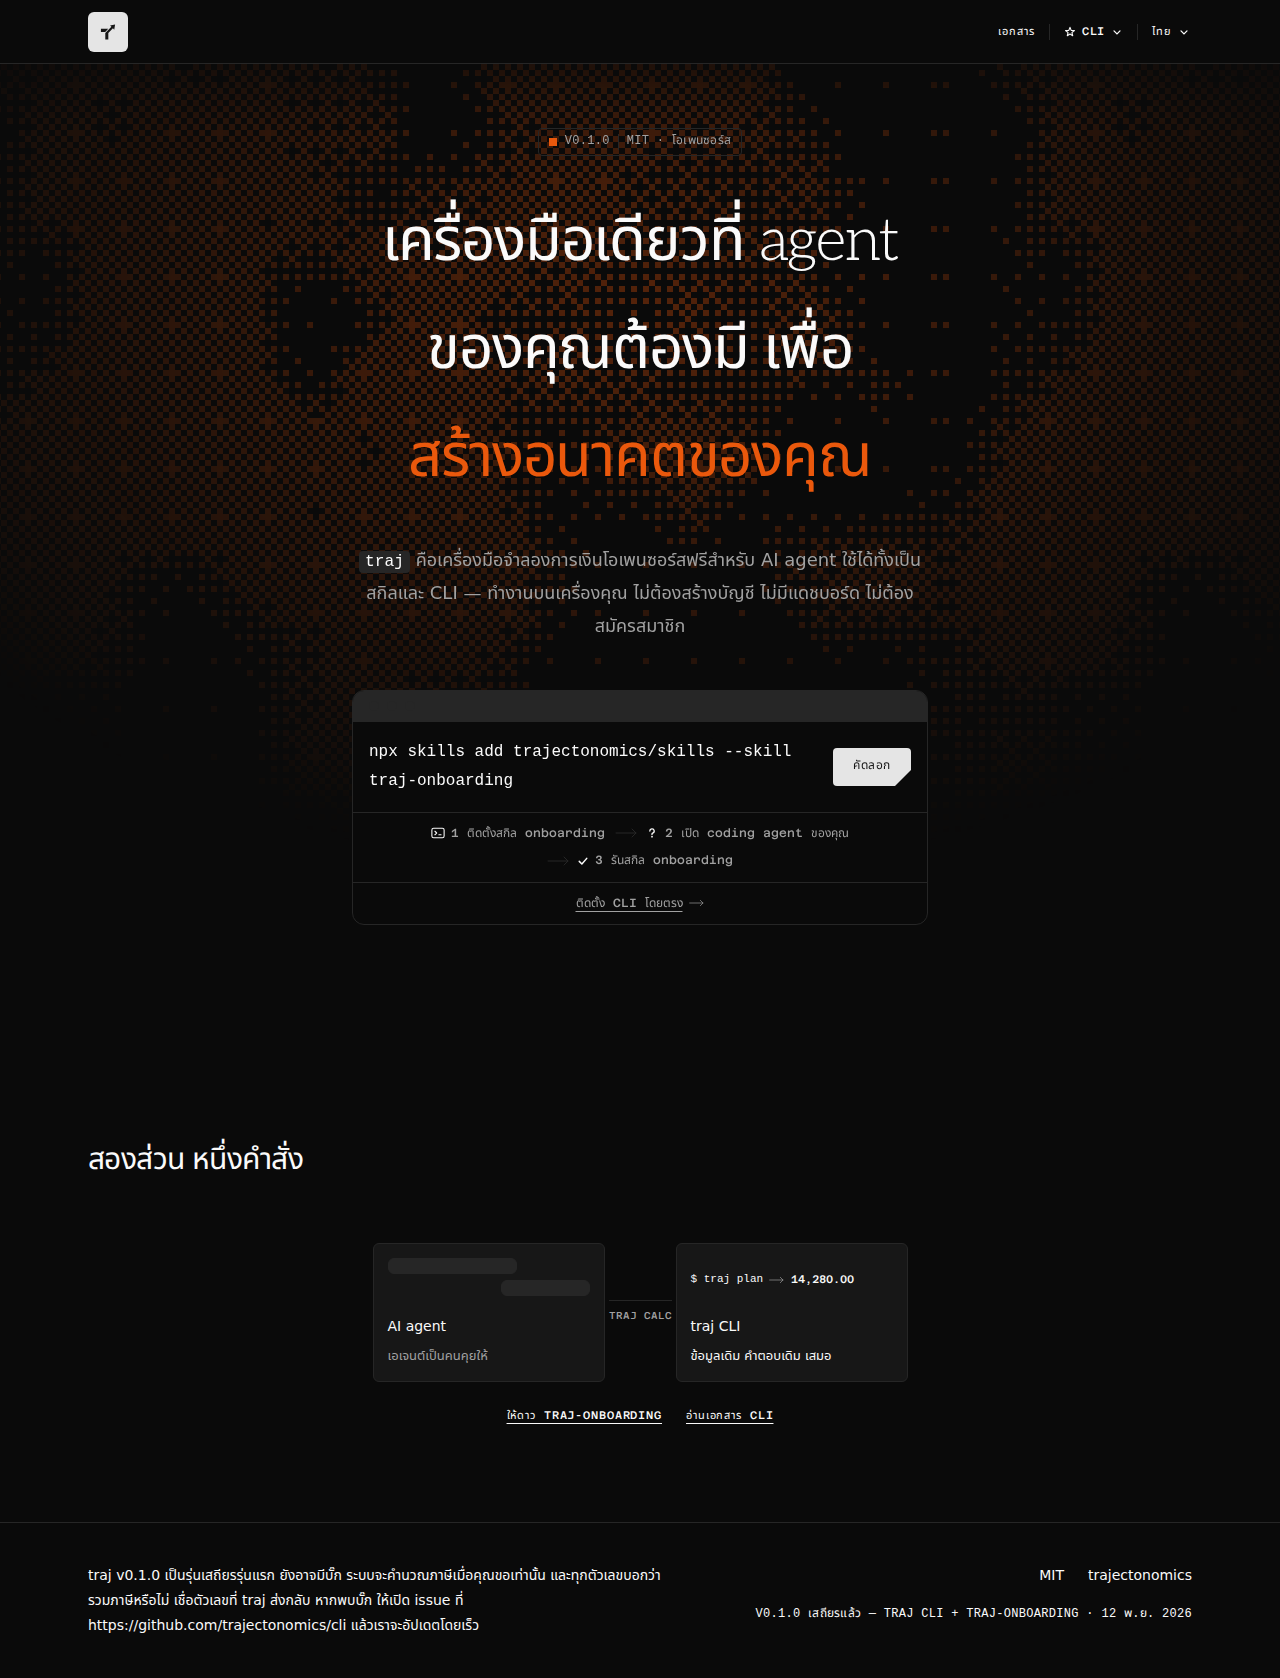 เอกสาร
CLI
ไทย
V0.1.0 MIT · โอเพนซอร์ส
เครื่องมือเดียวที่ agent
ของคุณต้องมี เพื่อ
สร้างอนาคตของคุณ
traj คือเครื่องมือจำลองการเงินโอเพนซอร์สฟรีสำหรับ AI agent ใช้ได้ทั้งเป็น
สกิลและ CLI — ทำงานบนเครื่องคุณ ไม่ต้องสร้างบัญชี ไม่มีแดชบอร์ด ไม่ต้อง
สมัครสมาชิก
npx skills add trajectonomics/skills --skill
traj-onboarding
คัดลอก
1 ติดตั้งสกิล onboarding
2 เปิด coding agent ของคุณ
3 รันสกิล onboarding
ติดตั้ง CLI โดยตรง
สองส่วน หนึ่งคำสั่ง
AI agent
เอเจนต์เป็นคนคุยให้
TRAJ CALC
$ traj plan 14,280.00
traj CLI
ข้อมูลเดิม คำตอบเดิม เสมอ
ให้ดาว TRAJ-ONBOARDING
อ่านเอกสาร CLI
traj v0.1.0 เป็นรุ่นเสถียรรุ่นแรก ยังอาจมีบั๊ก ระบบจะคำนวณภาษีเมื่อคุณขอเท่านั้น และทุกตัวเลขบอกว่า
รวมภาษีหรือไม่ เชื่อตัวเลขที่ traj ส่งกลับ หากพบบั๊ก ให้เปิด issue ที่
https://github.com/trajectonomics/cli แล้วเราจะอัปเดตโดยเร็ว
MIT
trajectonomics
V0.1.0 เสถียรแล้ว — TRAJ CLI + TRAJ-ONBOARDING · 12 พ.ย. 2026